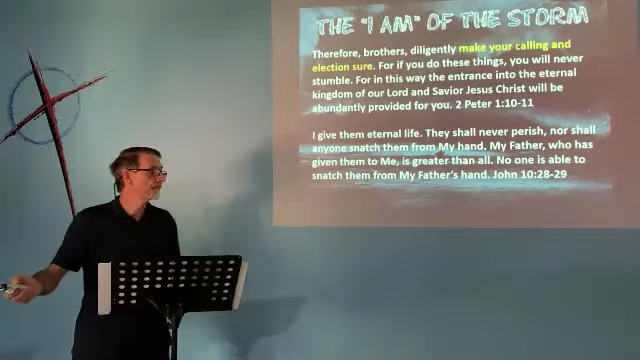 THE "I AM" OF THE STORM
Therefore, brothers, diligently make your calling and
election sure. For if you do these things, you will never
stumble. For in this way the entrance into the eternal
kingdom of our Lord and Savior Jesus Christ will be
abundantly provided for you. 2 Peter 1:10-11
I give them eternal life. They shall never perish, nor shall
anyone snatch them from My hand. My Father, who has
given them to Me, is greater than all. No one is able to
snatch them from My Father's hand. John 10:28-29